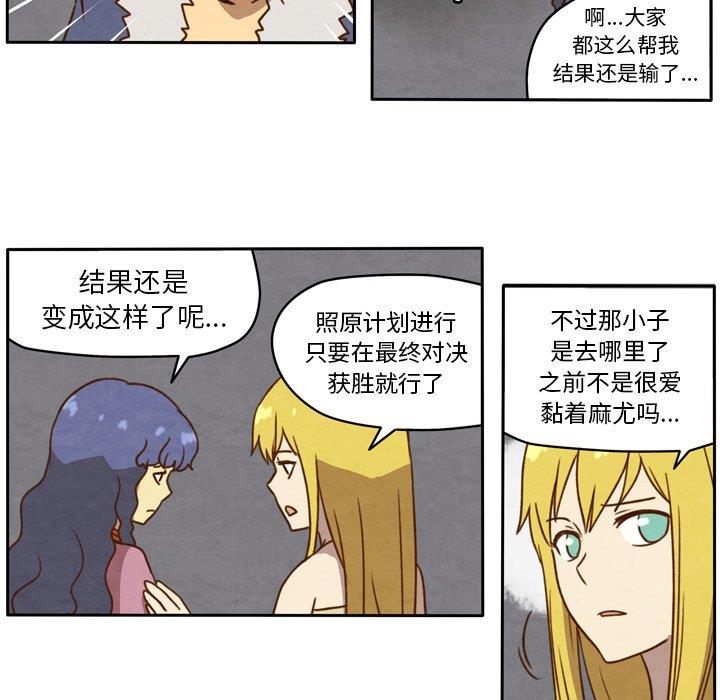 啊...大家
都这么帮我
结果还是输了...
结果还是
变成这样了呢...
照原计划进行
只要在最终对决
获胜就行了
不过那小子
是去哪里了
之前不是很爱
黏着麻尤吗...